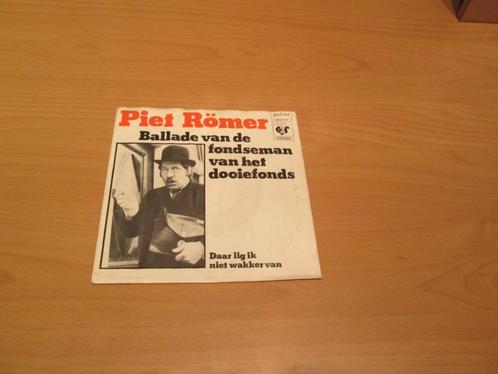 Piet Römer
Ballade van de
fondseman
van het
dooiefonds
Daar lig ik
niet wakker van